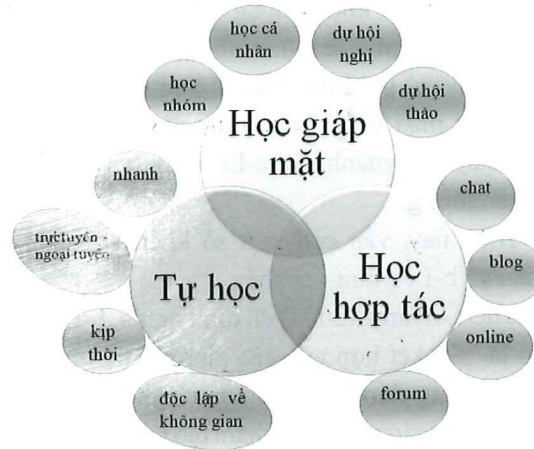 học cá
nhân
dự hội
nghị
học
nhóm
dự hội
thảo
Học giáp
mặt
nhanh
chat
trực tuyến -
ngoại tuyến
blog
Tự học
Học
hợp tác
kịp
thời
online
độc lập về
không gian
forum